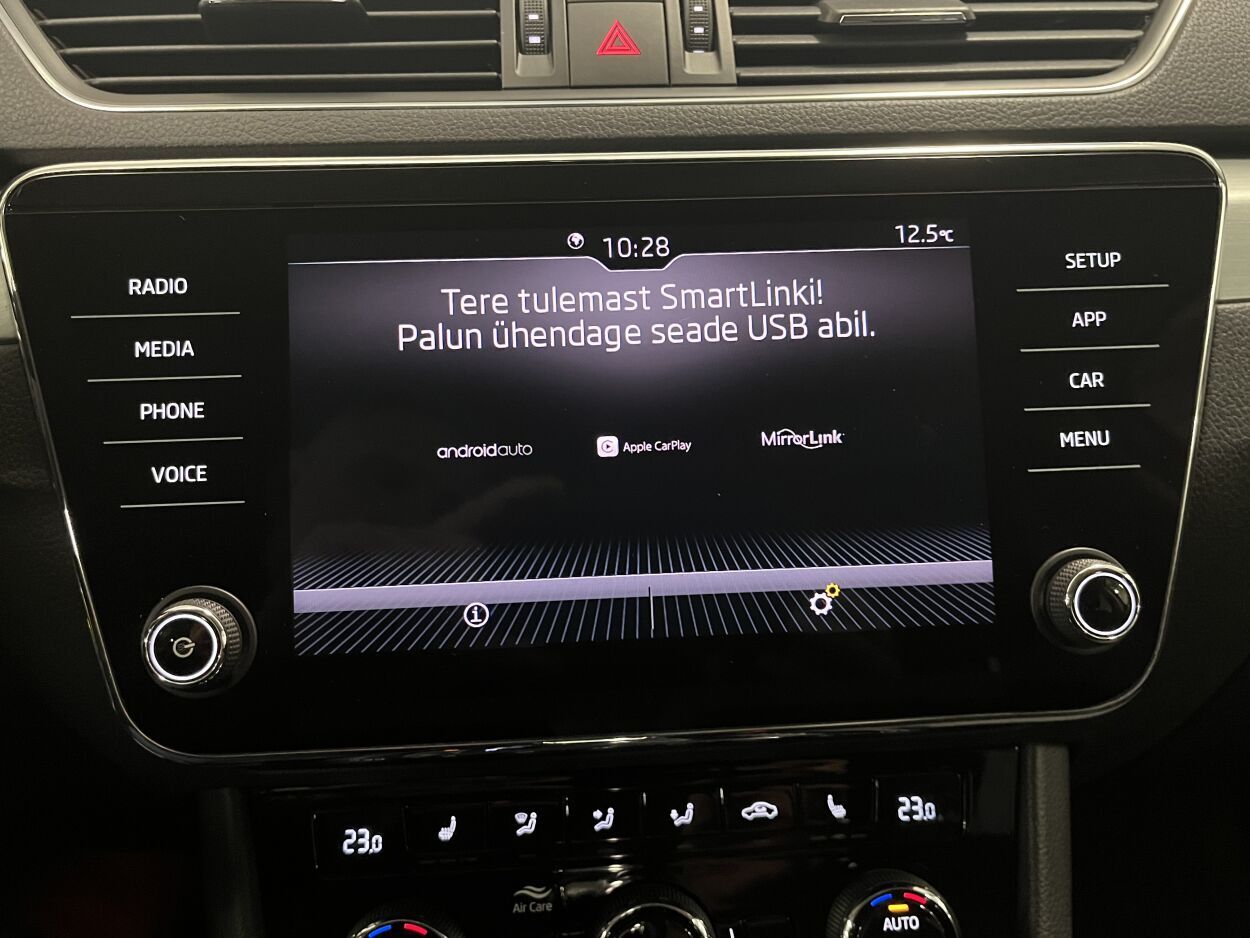 10:28
12.5°C
Tere tulemast SmartLinki!
Palun ühendage seade USB abil.
androidauto
Apple CarPlay
MirrorLink
RADIO
MEDIA
PHONE
VOICE
SETUP
APP
CAR
MENU
23.0
23.0
Air Care
AUTO